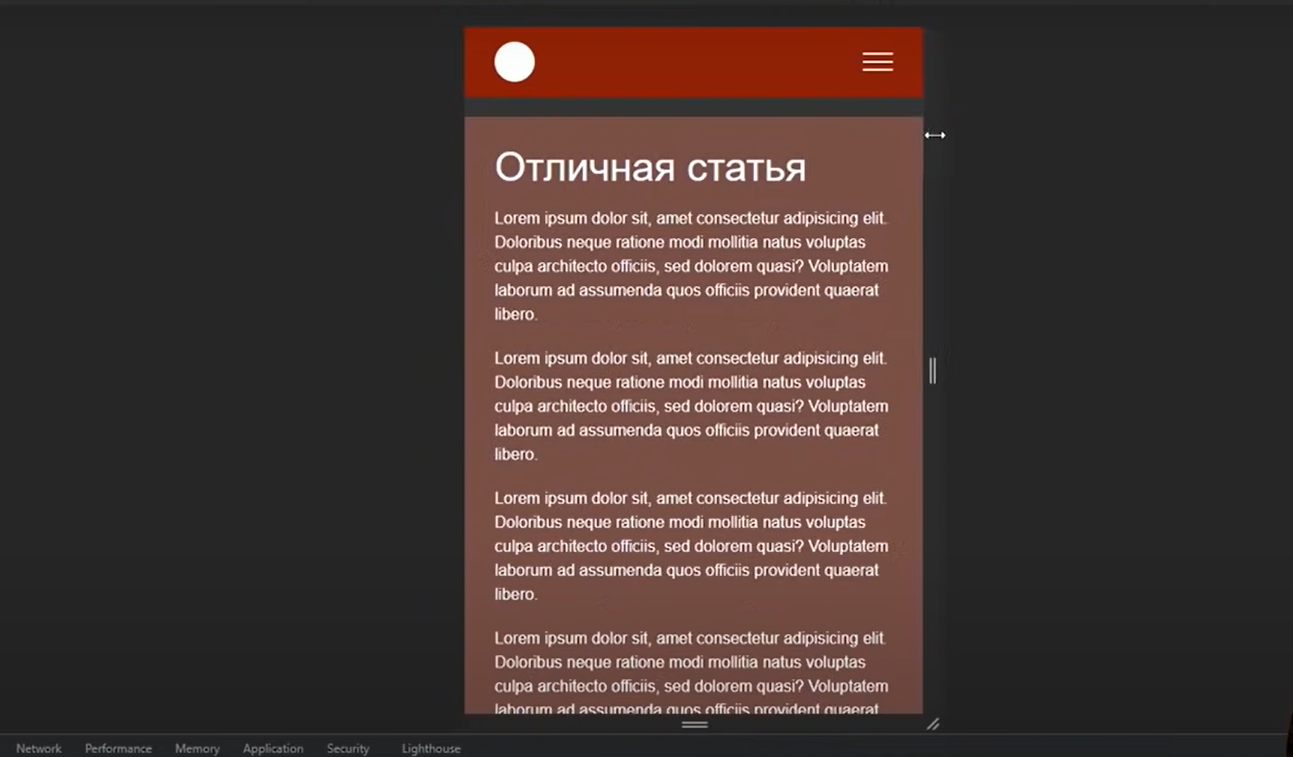 Отличная статья
Lorem ipsum dolor sit, amet consectetur adipisicing elit.
Doloribus neque ratione modi mollitia natus voluptas
culpa architecto officiis, sed dolorem quasi? Voluptatem
laborum ad assumenda quos officiis provident quaerat
libero.
Lorem ipsum dolor sit, amet consectetur adipisicing elit.
Doloribus neque ratione modi mollitia natus voluptas
culpa architecto officiis, sed dolorem quasi? Voluptatem
laborum ad assumenda quos officiis provident quaerat
libero.
Lorem ipsum dolor sit, amet consectetur adipisicing elit.
Doloribus neque ratione modi mollitia natus voluptas
culpa architecto officiis, sed dolorem quasi? Voluptatem
laborum ad assumenda quos officiis provident quaerat
libero.
Lorem ipsum dolor sit, amet consectetur adipisicing elit.
Doloribus neque ratione modi mollitia natus voluptas
culpa architecto officiis, sed dolorem quasi? Voluptatem
laborum ad assumenda quos officiis provident quaerat
Network Performance Memory Application Security Lighthouse